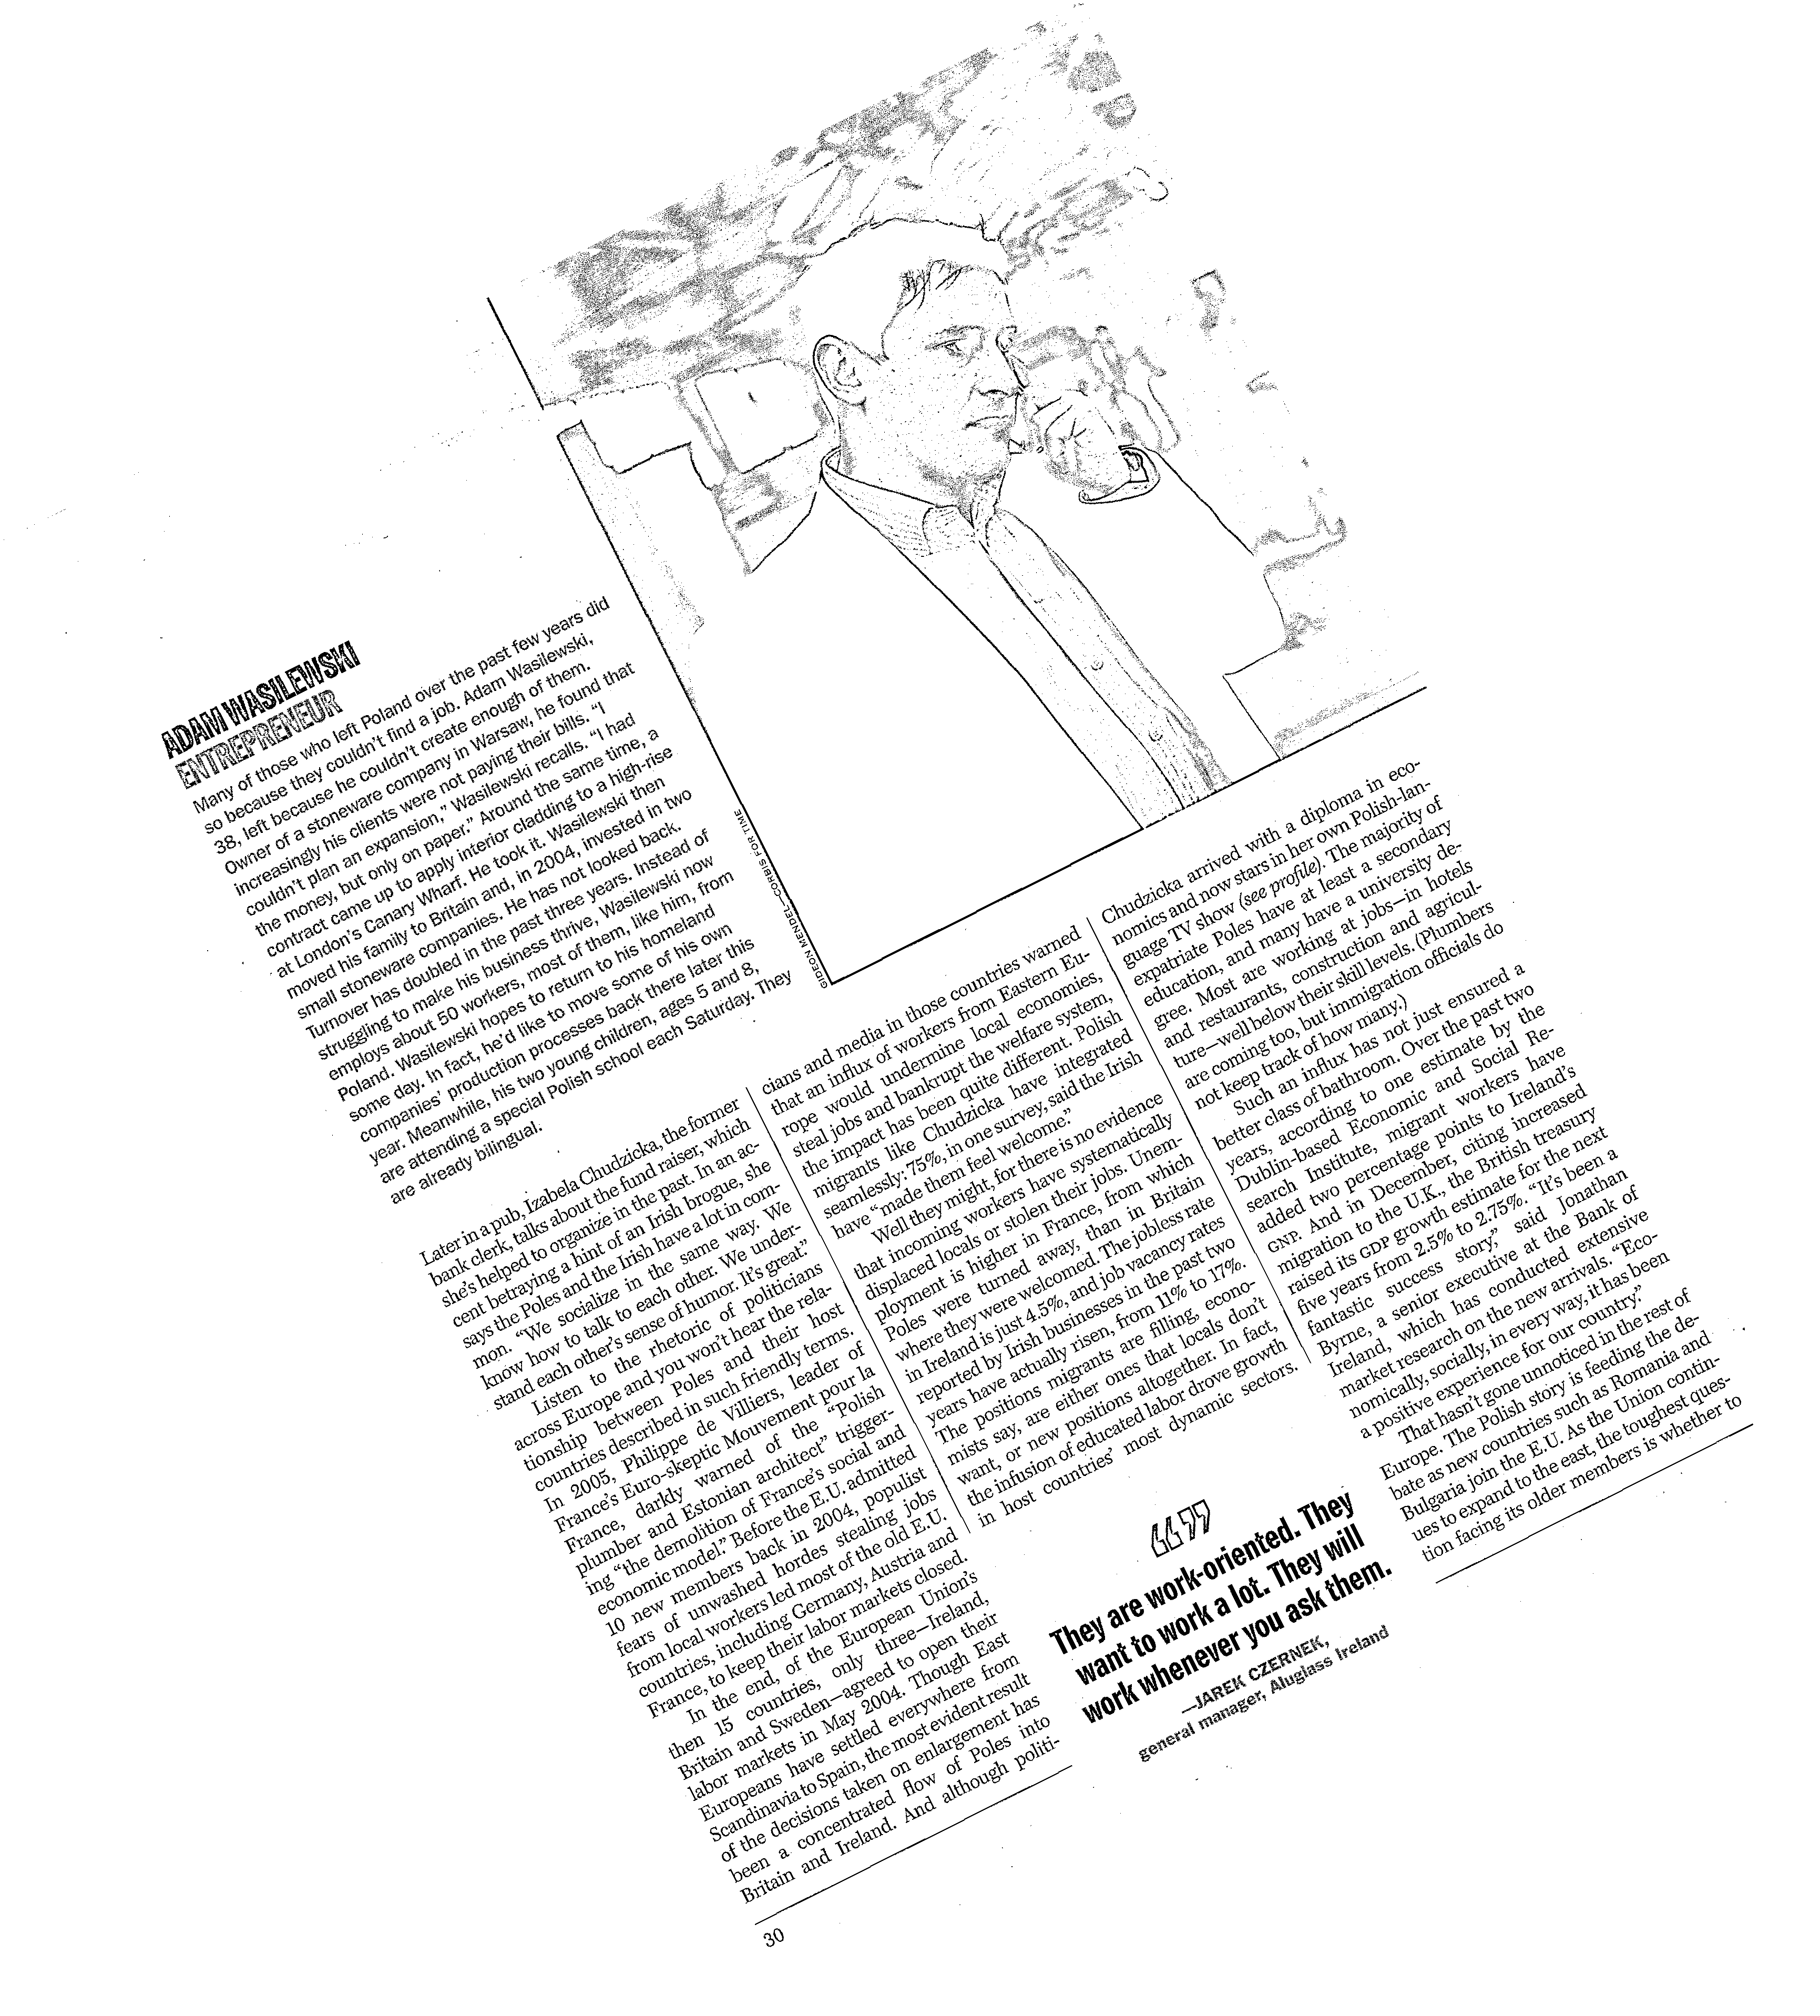 ADAM WASILEWSKI
ENTREPRENEUR
Many of those who left Poland over the past few years did
so because they couldn't find a job. Adam Wasilewski,
38, left because he couldn't create enough of them.
Owner of a stoneware company in Warsaw, he found that
increasingly his clients were not paying their bills. “I
couldn't plan an expansion,” Wasilewski recalls. “I had
the money, but only on paper.” Around the same time, a
contract came up to apply interior cladding to a high-rise
at London's Canary Wharf. He took it. Wasilewski then
moved his family to Britain and, in 2004, invested in two
small stoneware companies. He has not looked back.
Turnover has doubled in the past three years. Instead of
struggling to make his business thrive, Wasilewski now
employs about 50 workers, most of them, like him, from
Poland. Wasilewski hopes to return to his homeland
some day. In fact, he'd like to move some of his own
companies' production processes back there later this
year. Meanwhile, his two young children, ages 5 and 8,
are attending a special Polish school each Saturday. They
are already bilingual.
GIDEON MENDEL—CORBIS FOR TIME
Later in a pub, Izabela Chudzicka, the former
bank clerk, talks about the fund raiser, which
she's helped to organize in the past. In an ac-
cent betraying a hint of an Irish brogue, she
says the Poles and the Irish have a lot in com-
mon. “We socialize in the same way. We
know how to talk to each other. We under-
stand each other's sense of humor. It's great.”
Listen to the rhetoric of politicians
across Europe and you won't hear the rela-
tionship between Poles and their host
countries described in such friendly terms.
In 2005, Philippe de Villiers, leader of
France's Euro-skeptic Mouvement pour la
France, darkly warned of the “Polish
plumber and Estonian architect” trigger-
ing “the demolition of France's social and
economic model.” Before the E.U. admitted
10 new members back in 2004, populist
fears of unwashed hordes stealing jobs
from local workers led most of the old E.U.
countries, including Germany, Austria and
France, to keep their labor markets closed.
In the end, of the European Union's
then 15 countries, only three—Ireland,
Britain and Sweden—agreed to open their
labor markets in May 2004. Though East
Europeans have settled everywhere from
Scandinavia to Spain, the most evident result
of the decisions taken on enlargement has
been a concentrated flow of Poles into
Britain and Ireland. And although politi-
cians and media in those countries warned
that an influx of workers from Eastern Eu-
rope would undermine local economies,
steal jobs and bankrupt the welfare system,
the impact has been quite different. Polish
migrants like Chudzicka have integrated
seamlessly: 75%, in one survey, said the Irish
have “made them feel welcome.”
Well they might, for there is no evidence
that incoming workers have systematically
displaced locals or stolen their jobs. Unem-
ployment is higher in France, from which
Poles were turned away, than in Britain
where they were welcomed. The jobless rate
in Ireland is just 4.5%, and job vacancy rates
reported by Irish businesses in the past two
years have actually risen, from 11% to 17%.
The positions migrants are filling, econo-
mists say, are either ones that locals don't
want, or new positions altogether. In fact,
the infusion of educated labor drove growth
in host countries' most dynamic sectors.
Chudzicka arrived with a diploma in eco-
nomics and now stars in her own Polish-lan-
guage TV show (see profile). The majority of
expatriate Poles have at least a secondary
education, and many have a university de-
gree. Most are working at jobs—in hotels
and restaurants, construction and agricul-
ture—well below their skill levels. (Plumbers
are coming too, but immigration officials do
not keep track of how many.)
Such an influx has not just ensured a
better class of bathroom. Over the past two
years, according to one estimate by the
Dublin-based Economic and Social Re-
search Institute, migrant workers have
added two percentage points to Ireland's
GNP. And in December, citing increased
migration to the U.K., the British treasury
raised its GDP growth estimate for the next
five years from 2.5% to 2.75%. “It's been a
fantastic success story,” said Jonathan
Byrne, a senior executive at the Bank of
Ireland, which has conducted extensive
market research on the new arrivals. “Eco-
nomically, socially, in every way, it has been
a positive experience for our country.”
That hasn't gone unnoticed in the rest of
Europe. The Polish story is feeding the de-
bate as new countries such as Romania and
Bulgaria join the E.U. As the Union contin-
ues to expand to the east, the toughest ques-
tion facing its older members is whether to
“”
They are work-oriented. They
want to work a lot. They will
work whenever you ask them.
—JAREK CZERNEK,
general manager, Aluglass Ireland
30